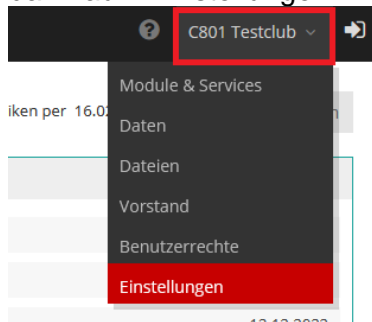 C801 Testclub
Module & Services
iken per 16.0
Daten
Dateien
Vorstand
Benutzerrechte
Einstellungen